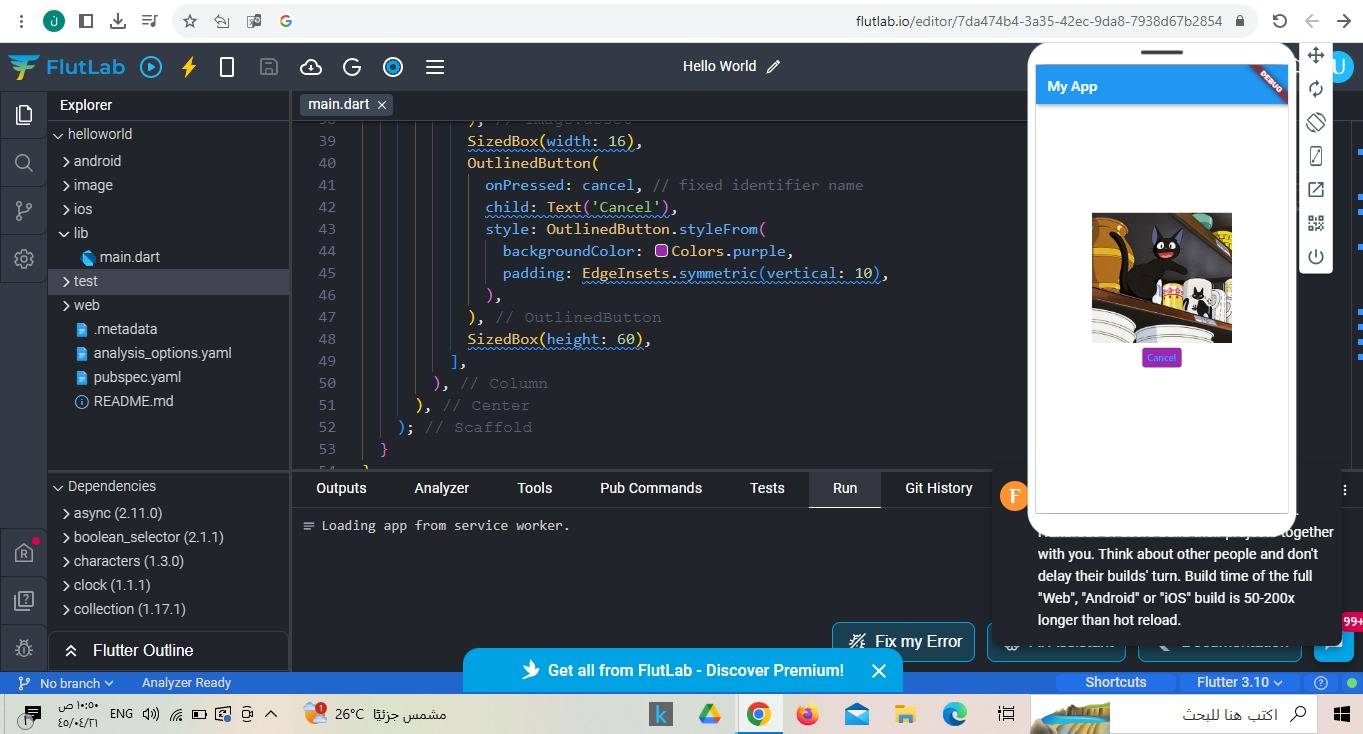 flutlab.io/editor/7da474b4-3a35-42ec-9da8-7938d67b2854
FlutLab
Hello World
U
Explorer
main.dart
helloworld
android
image
ios
lib
main.dart
test
web
.metadata
analysis_options.yaml
pubspec.yaml
README.md
39 SizedBox(width: 16),
40 OutlinedButton(
41 onPressed: cancel, // fixed identifier name
42 child: Text('Cancel'),
43 style: OutlinedButton.styleFrom(
44 backgroundColor: Colors.purple,
45 padding: EdgeInsets.symmetric(vertical: 10),
46 ),
47 ), // OutlinedButton
48 SizedBox(height: 60),
49 ],
50 ), // Column
51 ), // Center
52 ); // Scaffold
53 }
My App
DEBUG
Cancel
Dependencies
async (2.11.0)
boolean_selector (2.1.1)
characters (1.3.0)
clock (1.1.1)
collection (1.17.1)
Flutter Outline
Outputs Analyzer Tools Pub Commands Tests Run Git History
Loading app from service worker.
F
together
with you. Think about other people and don't
delay their builds' turn. Build time of the full
"Web", "Android" or "iOS" build is 50-200x
longer than hot reload.
99+
Fix my Error
Get all from FlutLab - Discover Premium!
No branch Analyzer Ready Shortcuts Flutter 3.10
١٠:٥٠ ص
٤٥/٠٤/٢١
ENG
26°C مشمس جزئيًا
اكتب هنا للبحث